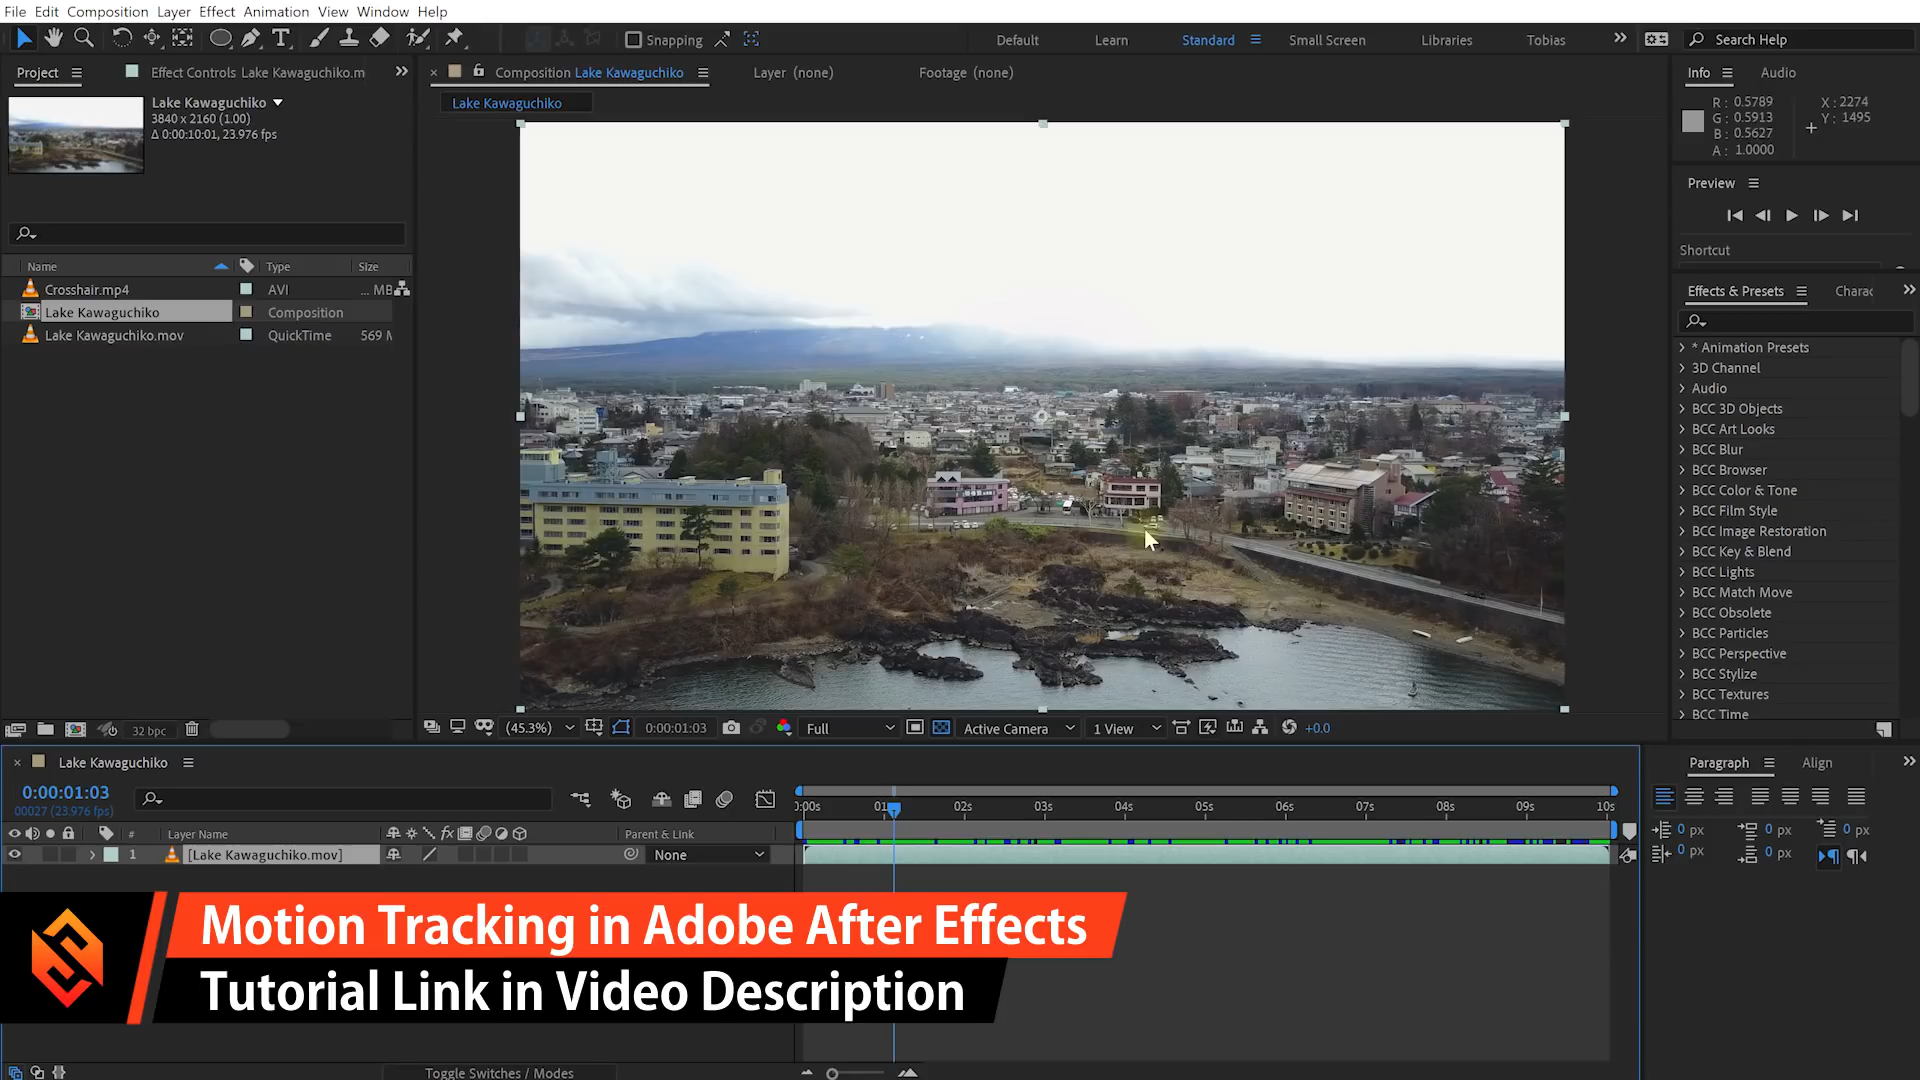 File Edit Composition Layer Effect Animation View Window Help
Snapping
Default Learn Standard Small Screen Libraries Tobias
Search Help
Project
Effect Controls Lake Kawaguchiko.m
Composition Lake Kawaguchiko
Layer (none)
Footage (none)
Lake Kawaguchiko
Lake Kawaguchiko
3840 x 2160 (1.00)
Δ 0:00:10:01, 23.976 fps
Name Type Size
Crosshair.mp4 AVI ... MB
Lake Kawaguchiko Composition
Lake Kawaguchiko.mov QuickTime 569 M
32 bpc
(45.3%) 0:00:01:03 Full Active Camera 1 View +0.0
Info Audio
R: 0.5789
G: 0.5913
B: 0.5627
A: 1.0000
X: 2274
Y: 1495
Preview
Shortcut
Effects & Presets
Charac
* Animation Presets
3D Channel
Audio
BCC 3D Objects
BCC Art Looks
BCC Blur
BCC Browser
BCC Color & Tone
BCC Film Style
BCC Image Restoration
BCC Key & Blend
BCC Lights
BCC Match Move
BCC Obsolete
BCC Particles
BCC Perspective
BCC Stylize
BCC Textures
BCC Time
Lake Kawaguchiko
0:00:01:03
00027 (23.976 fps)
# Layer Name Parent & Link
1 [Lake Kawaguchiko.mov] None
0:00s 01 02s 03s 04s 05s 06s 07s 08s 09s 10s
Paragraph Align
0 px 0 px 0 px
0 px 0 px
Motion Tracking in Adobe After Effects
Tutorial Link in Video Description
Toggle Switches / Modes